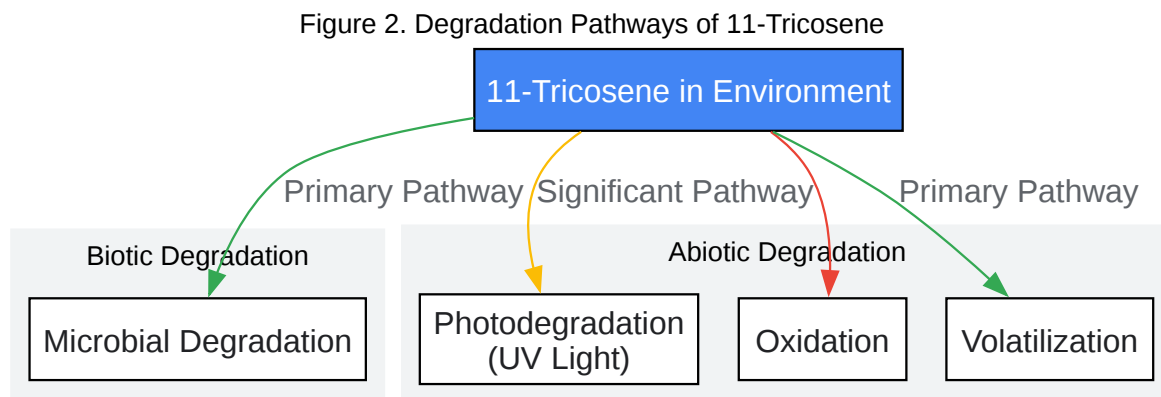 Figure 2. Degradation Pathways of 11-Tricosene
11-Tricosene in Environment
Primary Pathway
Significant Pathway
Primary Pathway
Biotic Degradation
Abiotic Degradation
Microbial Degradation
Photodegradation
(UV Light)
Oxidation
Volatilization